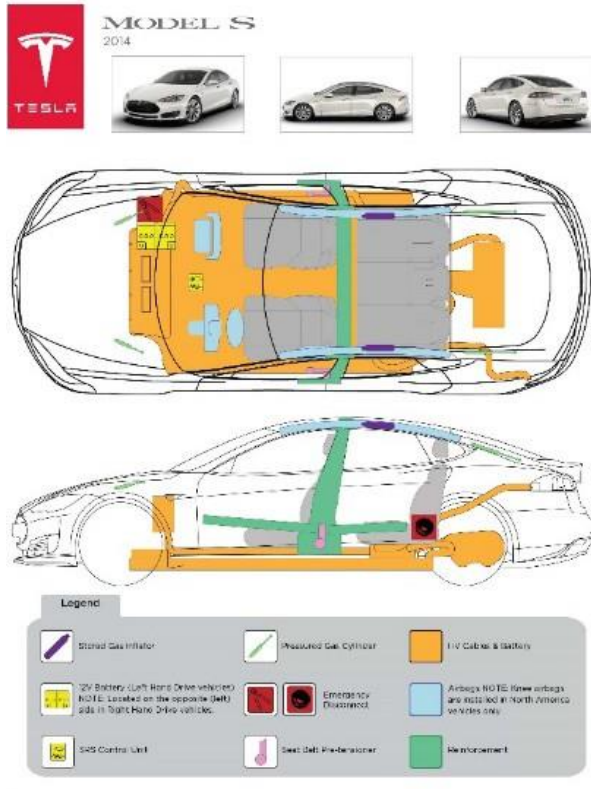 MODEL S
2014
TESLA
Legend
Stored Gas Inflator
Pressured Gas Cylinder
HV Cables & Battery
12V Battery (Left Hand Drive vehicles)
NOTE: Located on the opposite (left)
side in Right Hand Drive vehicles.
Emergency
Disconnect
Airbags NOTE: Knee airbags
are installed in North America
vehicles only
SRS Control Unit
Seat Belt Pre-tensioner
Reinforcement